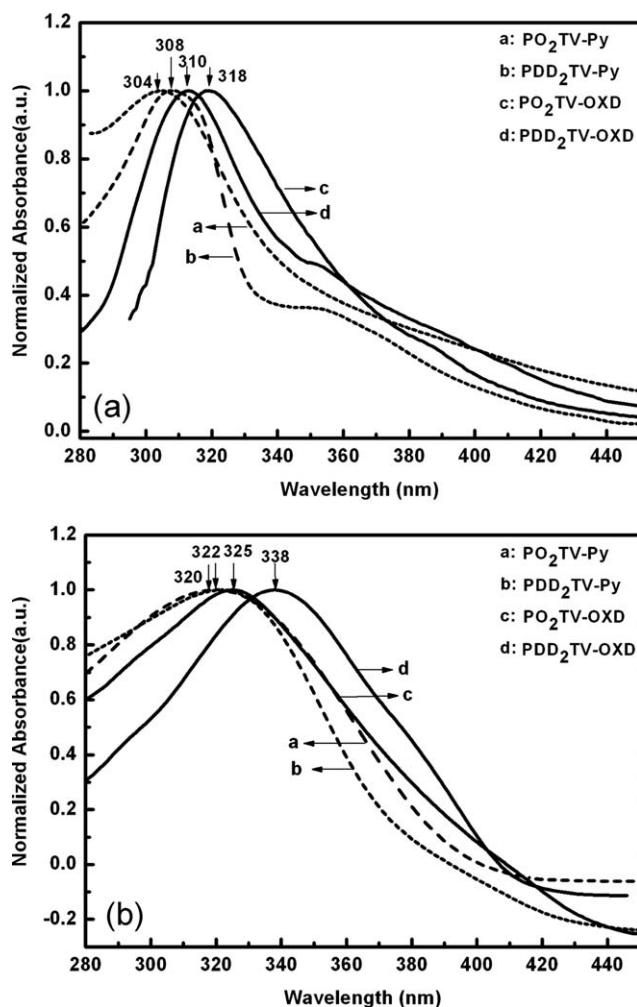 304 308 310 318
a: PO2TV-Py
b: PDD2TV-Py
c: PO2TV-OXD
d: PDD2TV-OXD
1.2
1.0
0.8
0.6
0.4
0.2
0.0
Normalized Absorbance(a.u.)
c
d
a
b
(a)
280 300 320 340 360 380 400 420 440
Wavelength (nm)
320 322 325 338
a: PO2TV-Py
b: PDD2TV-Py
c: PO2TV-OXD
d: PDD2TV-OXD
1.2
1.0
0.8
0.6
0.4
0.2
0.0
-0.2
Normalized Absorbance(a.u.)
d
c
a
b
(b)
280 300 320 340 360 380 400 420 440
Wavelength (nm)